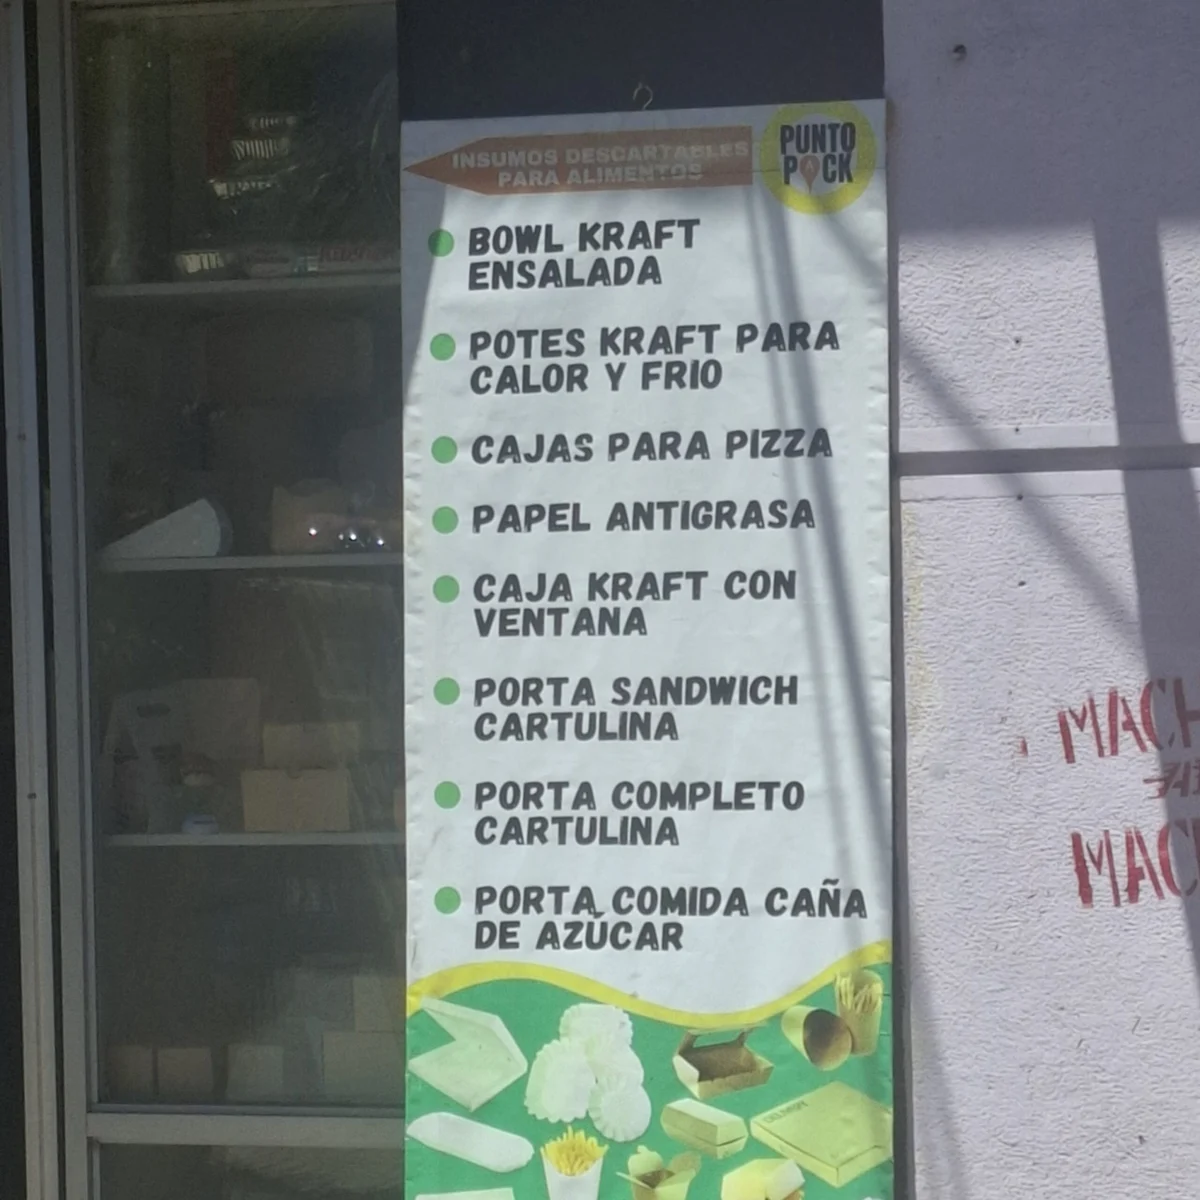 INSUMOS DESCARTABLES
PARA ALIMENTOS
PUNTO
PACK
BOWL KRAFT
ENSALADA
POTES KRAFT PARA
CALOR Y FRIO
CAJAS PARA PIZZA
PAPEL ANTIGRASA
CAJA KRAFT CON
VENTANA
PORTA SANDWICH
CARTULINA
PORTA COMPLETO
CARTULINA
PORTA COMIDA CAÑA
DE AZÚCAR
MACH
MAC